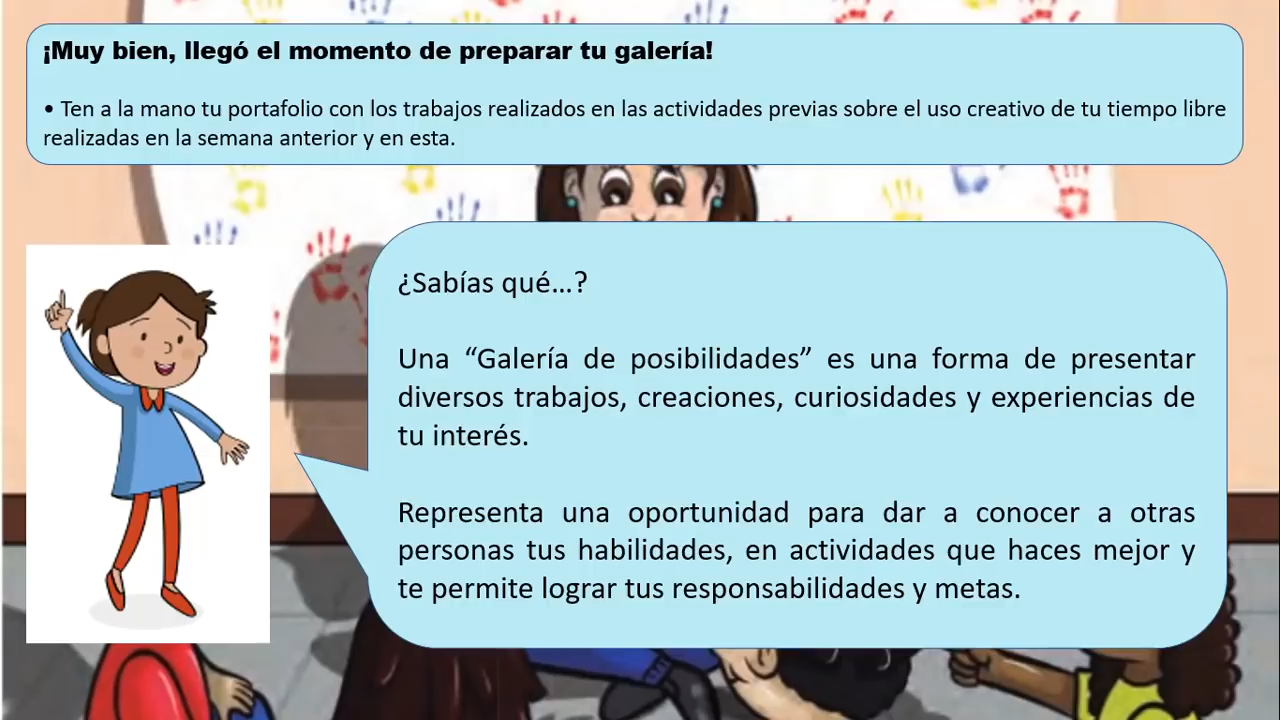 ¡Muy bien, llegó el momento de preparar tu galería!
• Ten a la mano tu portafolio con los trabajos realizados en las actividades previas sobre el uso creativo de tu tiempo libre
realizadas en la semana anterior y en esta.
¿Sabías qué...?
Una “Galería de posibilidades” es una forma de presentar
diversos trabajos, creaciones, curiosidades y experiencias de
tu interés.
Representa una oportunidad para dar a conocer a otras
personas tus habilidades, en actividades que haces mejor y
te permite lograr tus responsabilidades y metas.